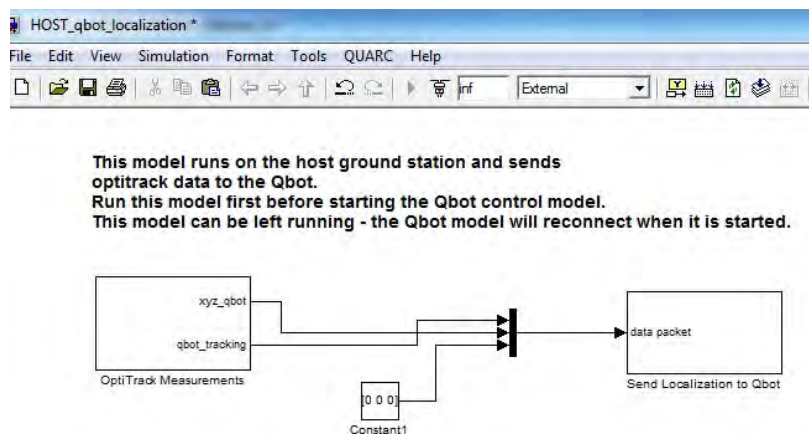 HOST_qbot_localization *
File Edit View Simulation Format Tools QUARC Help
inf External
This model runs on the host ground station and sends
optitrack data to the Qbot.
Run this model first before starting the Qbot control model.
This model can be left running - the Qbot model will reconnect when it is started.
xyz_qbot
qbot_tracking
data packet
OptiTrack Measurements
Send Localization to Qbot
[0 0 0]
Constant1